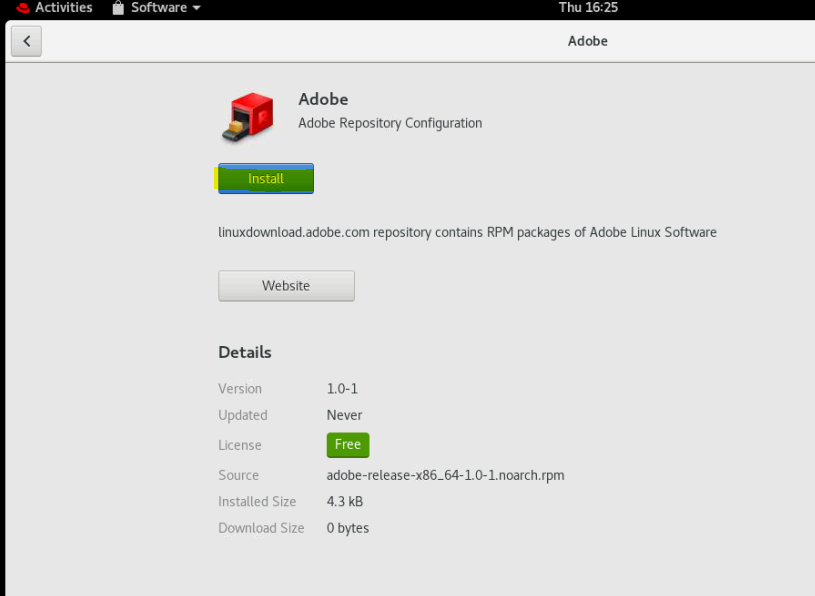 Activities Software Thu 16:25
Adobe
Adobe
Adobe Repository Configuration
Install
linuxdownload.adobe.com repository contains RPM packages of Adobe Linux Software
Website
Details
Version 1.0-1
Updated Never
License Free
Source adobe-release-x86_64-1.0-1.noarch.rpm
Installed Size 4.3 kB
Download Size 0 bytes